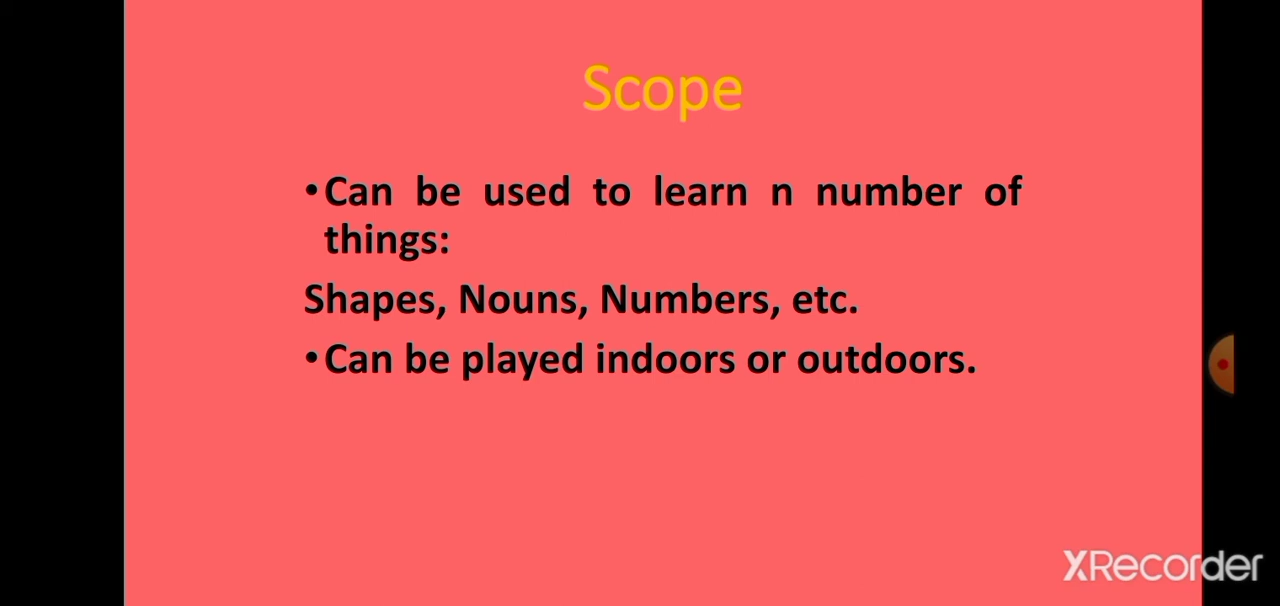 Scope
•Can be used to learn n number of
things:
Shapes, Nouns, Numbers, etc.
•Can be played indoors or outdoors.
XRecorder